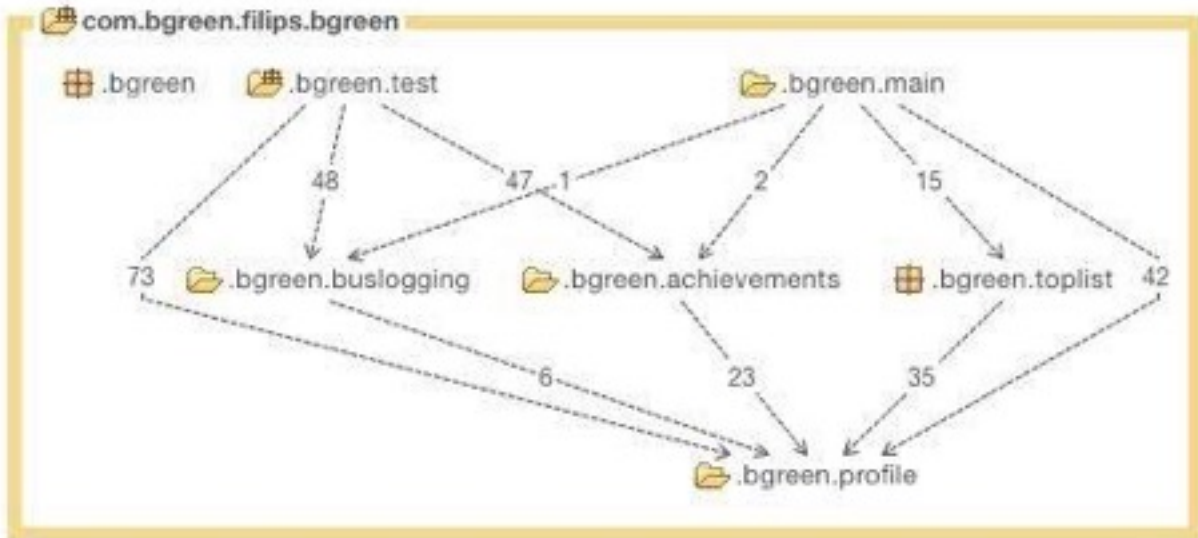 com.bgreen.filips.bgreen
.bgreen .bgreen.test .bgreen.main
48 47 1 2 15
73 .bgreen.buslogging .bgreen.achievements .bgreen.toplist 42
6 23 35
.bgreen.profile